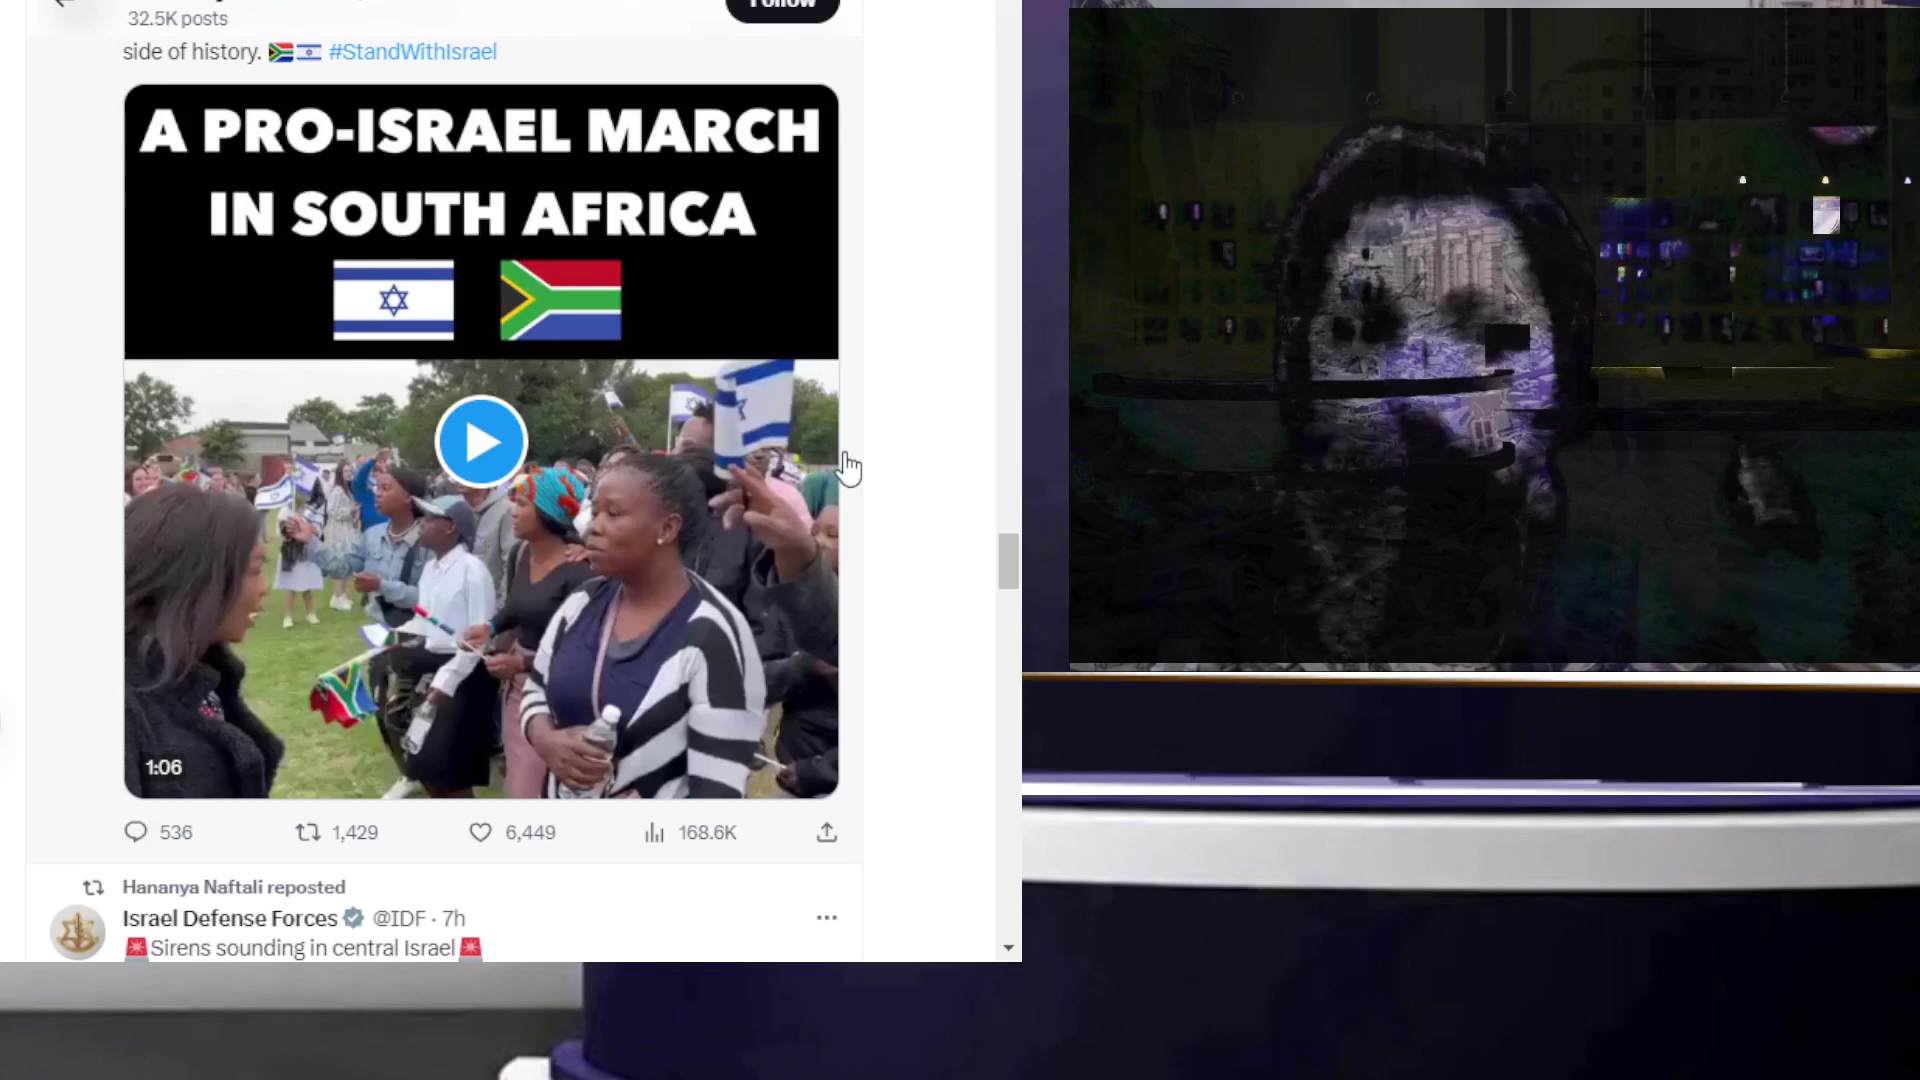 32.5K posts
Follow
side of history. 🇿🇦🇮🇱 #StandWithIsrael
A PRO-ISRAEL MARCH
IN SOUTH AFRICA
1:06
536 1,429 6,449 168.6K
Hananya Naftali reposted
Israel Defense Forces @IDF · 7h
🚨Sirens sounding in central Israel🚨